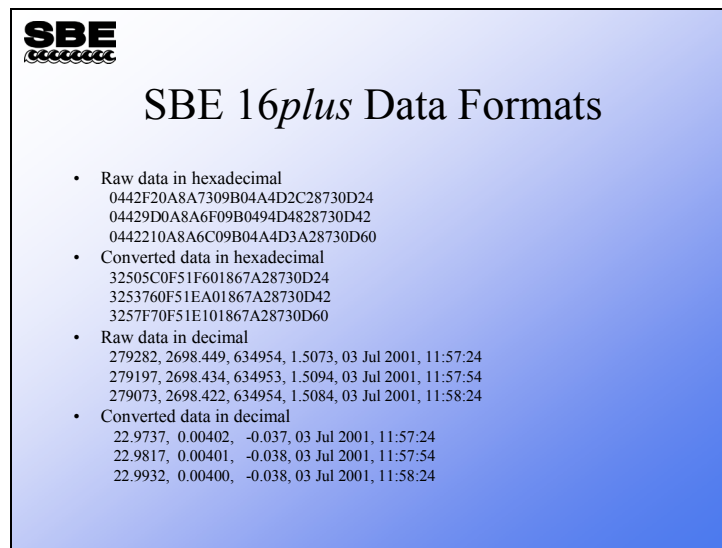 SBE
SBE 16plus Data Formats
• Raw data in hexadecimal
0442F20A8A7309B04A4D2C28730D24
04429D0A8A6F09B0494D4828730D42
0442210A8A6C09B04A4D3A28730D60
• Converted data in hexadecimal
32505C0F51F601867A28730D24
3253760F51EA01867A28730D42
3257F70F51E101867A28730D60
• Raw data in decimal
279282, 2698.449, 634954, 1.5073, 03 Jul 2001, 11:57:24
279197, 2698.434, 634953, 1.5094, 03 Jul 2001, 11:57:54
279073, 2698.422, 634954, 1.5084, 03 Jul 2001, 11:58:24
• Converted data in decimal
22.9737, 0.00402, -0.037, 03 Jul 2001, 11:57:24
22.9817, 0.00401, -0.038, 03 Jul 2001, 11:57:54
22.9932, 0.00400, -0.038, 03 Jul 2001, 11:58:24